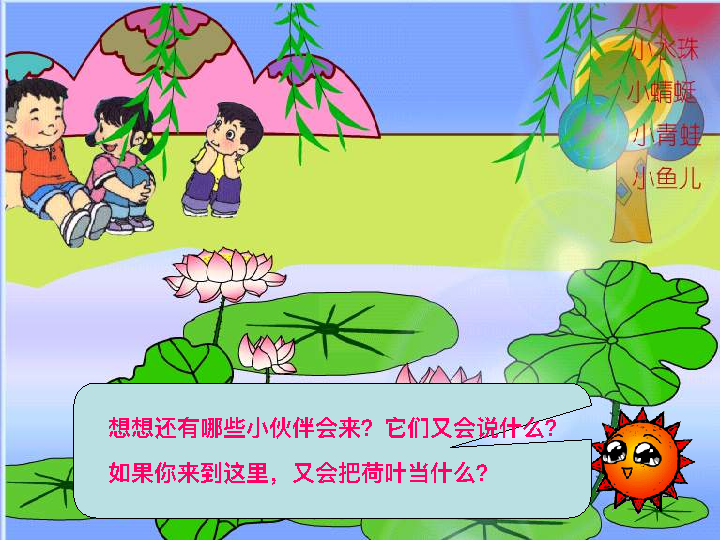 小水珠
小蜻蜓
小青蛙
小鱼儿
想想还有哪些小伙伴会来？它们又会说什么？
如果你来到这里，又会把荷叶当什么？